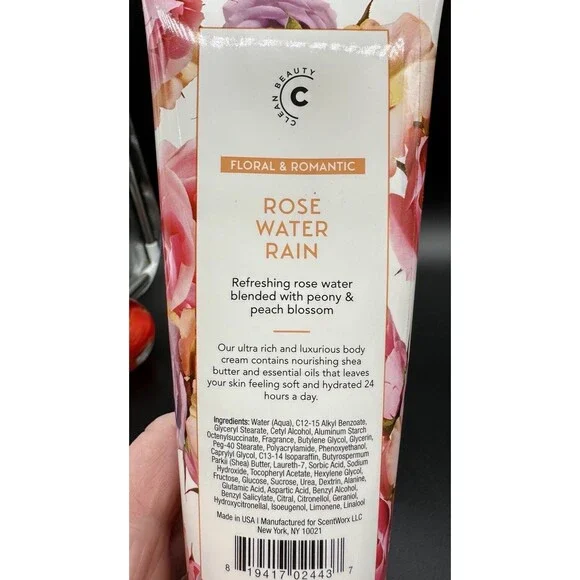 CLEAN BEAUTY
C
FLORAL & ROMANTIC
ROSE
WATER
RAIN
Refreshing rose water
blended with peony &
peach blossom
Our ultra rich and luxurious body
cream contains nourishing shea
butter and essential oils that leaves
your skin feeling soft and hydrated 24
hours a day.
Ingredients: Water (Aqua), C12-15 Alkyl Benzoate,
Glyceryl Stearate, Cetyl Alcohol, Aluminum Starch
Octenylsuccinate, Fragrance, Butylene Glycol, Glycerin,
Peg-40 Stearate, Polyacrylamide, Phenoxyethanol,
Caprylyl Glycol, C13-14 Isoparaffin, Butyrospermum
Parkii (Shea) Butter, Laureth-7, Sorbic Acid, Sodium
Hydroxide, Tocopheryl Acetate, Hexylene Glycol,
Fructose, Glucose, Sucrose, Urea, Dextrin, Alanine,
Glutamic Acid, Aspartic Acid, Benzyl Alcohol,
Benzyl Salicylate, Citral, Citronellol, Geraniol,
Hydroxycitronellal, Isoeugenol, Limonene, Linalool
Made in USA | Manufactured for ScentWorx LLC
New York, NY 10021
8 19417 02443 7